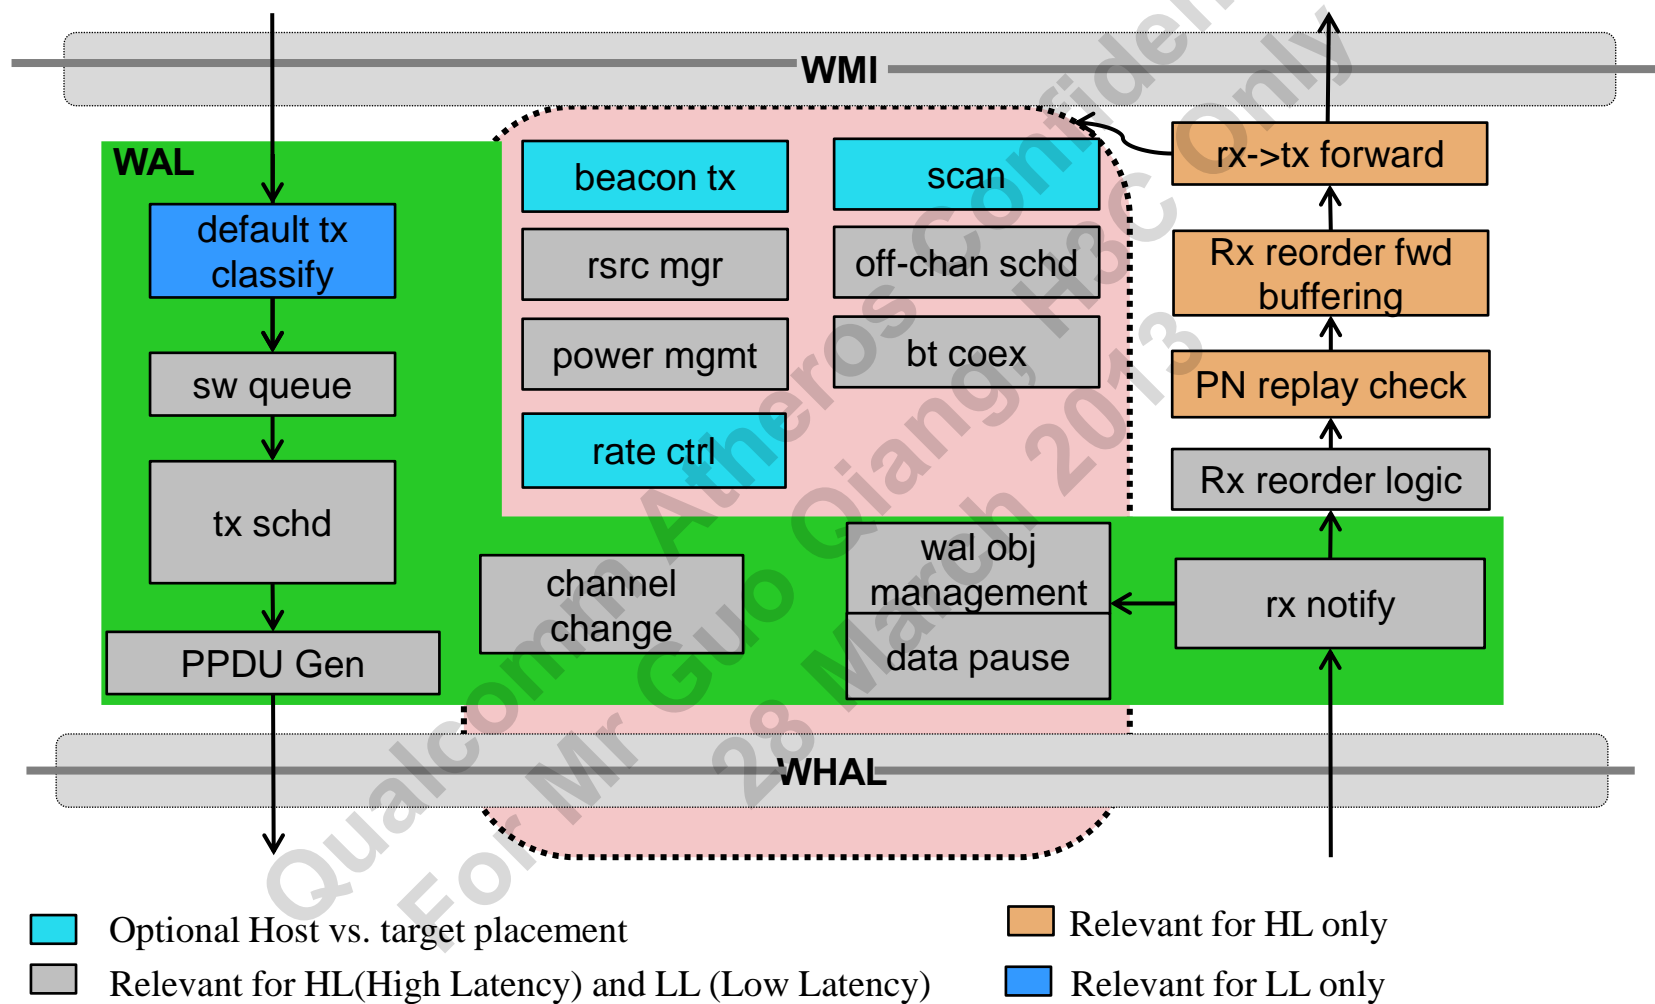 WMI
WAL
default tx
classify
sw queue
tx schd
PPDU Gen
beacon tx
scan
rsrc mgr
off-chan schd
power mgmt
bt coex
rate ctrl
channel
change
wal obj
management
data pause
rx->tx forward
Rx reorder fwd
buffering
PN replay check
Rx reorder logic
rx notify
WHAL
Qualcomm Atheros Confiden
For Mr Guo Qiang, H3C Only
28 March 2013
Optional Host vs. target placement
Relevant for HL only
Relevant for HL(High Latency) and LL (Low Latency)
Relevant for LL only